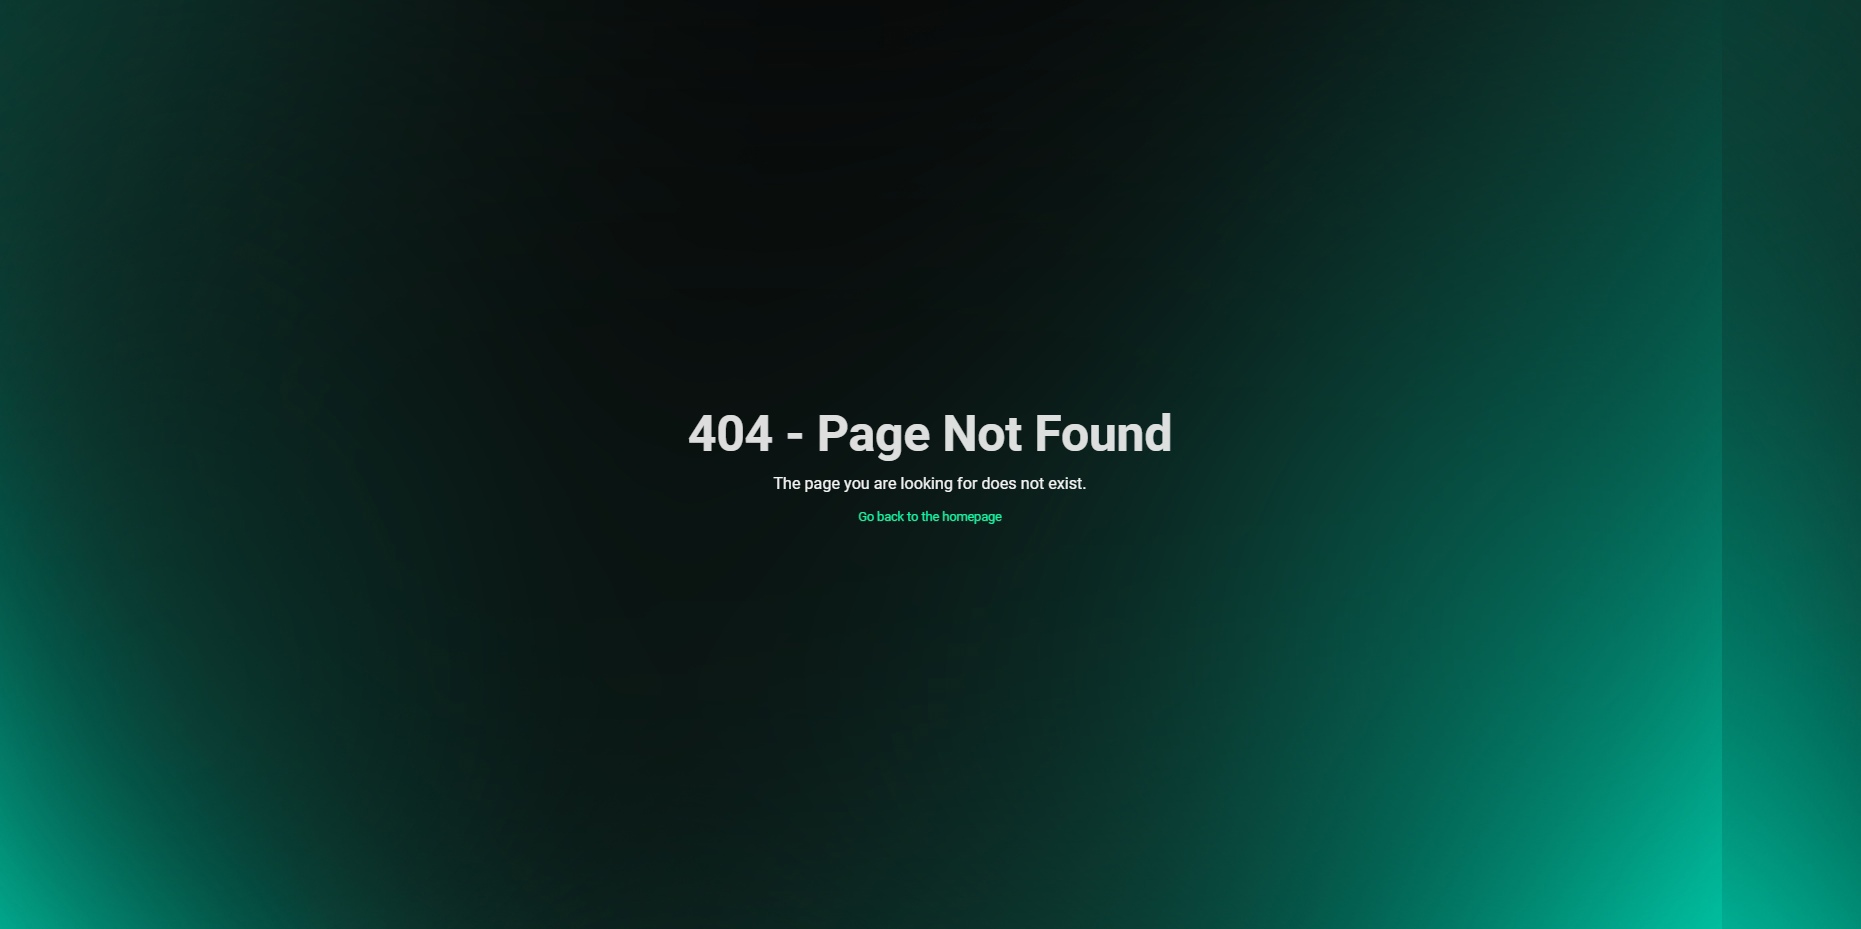 404 - Page Not Found
The page you are looking for does not exist.
Go back to the homepage